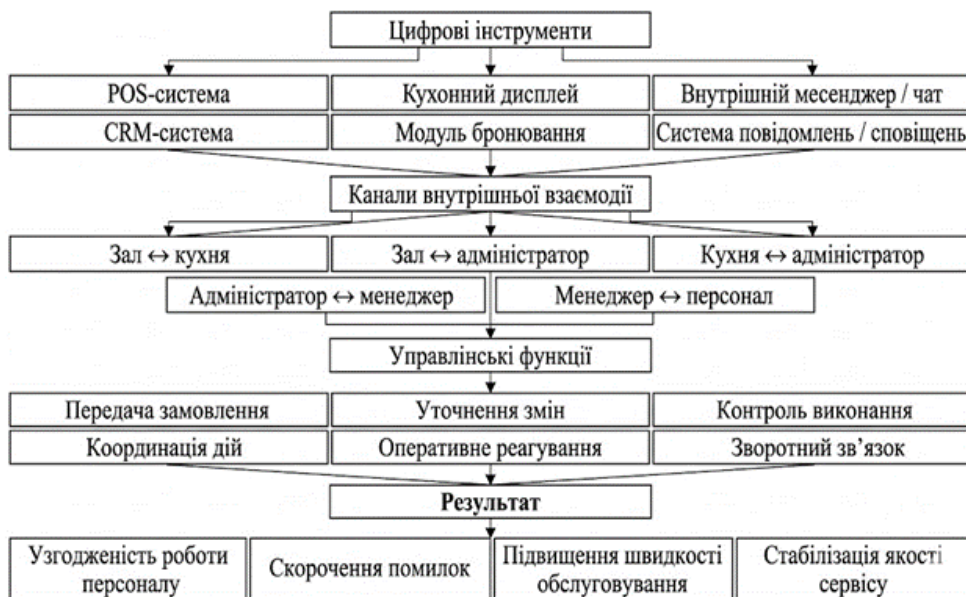 Цифрові інструменти
POS-система
Кухонний дисплей
Внутрішній месенджер / чат
CRM-система
Модуль бронювання
Система повідомлень / сповіщень
Канали внутрішньої взаємодії
Зал ↔ кухня
Зал ↔ адміністратор
Кухня ↔ адміністратор
Адміністратор ↔ менеджер
Менеджер ↔ персонал
Управлінські функції
Передача замовлення
Уточнення змін
Контроль виконання
Координація дій
Оперативне реагування
Зворотний зв’язок
Результат
Узгодженість роботи
персоналу
Скорочення помилок
Підвищення швидкості
обслуговування
Стабілізація якості
сервісу